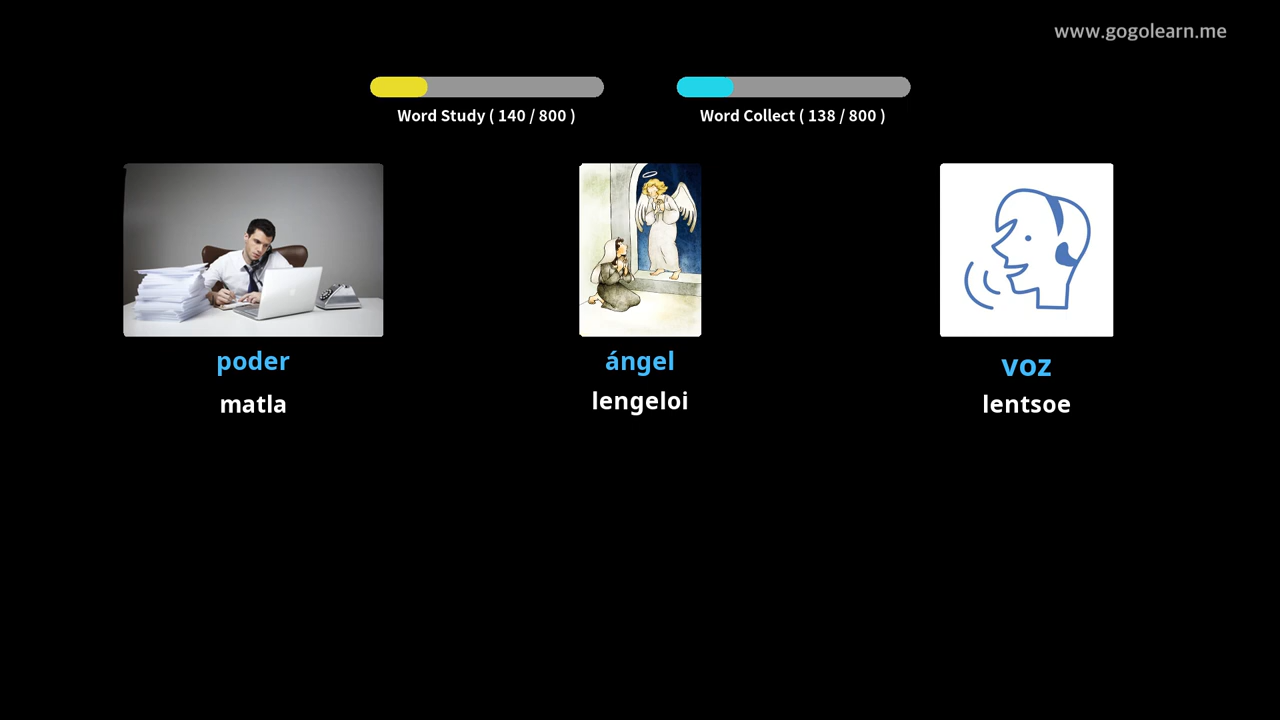 www.gogolearn.me
Word Study ( 140 / 800 )
Word Collect ( 138 / 800 )
poder
matla
ángel
lengeloi
voz
lentsoe